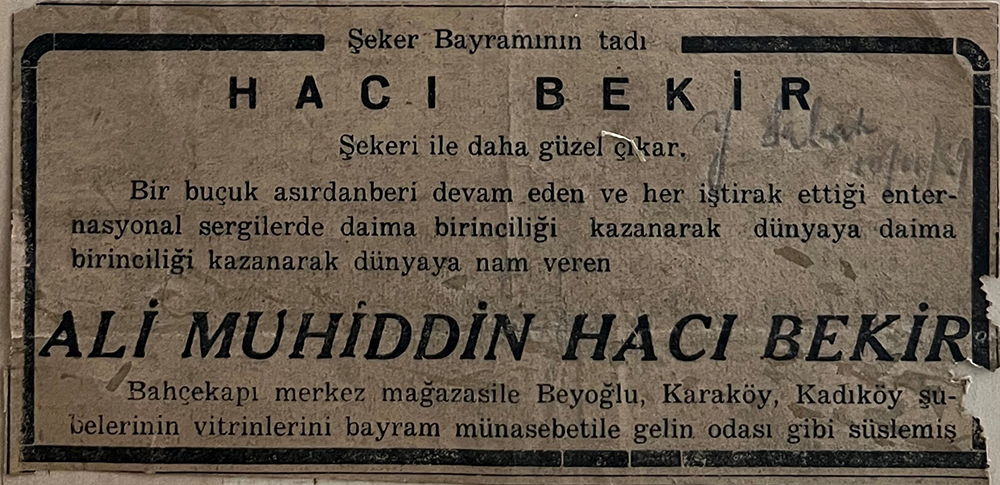 Şeker Bayramının tadı
HACI BEKİR
Şekeri ile daha güzel çıkar.
Bir buçuk asırdanberi devam eden ve her iştirak ettiği enter-
nasyonal sergilerde daima birinciliği kazanarak dünyaya daima
birinciliği kazanarak dünyaya nam veren
ALİ MUHİDDİN HACI BEKİR
Bahçekapı merkez mağazasile Beyoğlu, Karaköy, Kadıköy şu-
belerinin vitrinlerini bayram münasebetile gelin odası gibi süslemiş